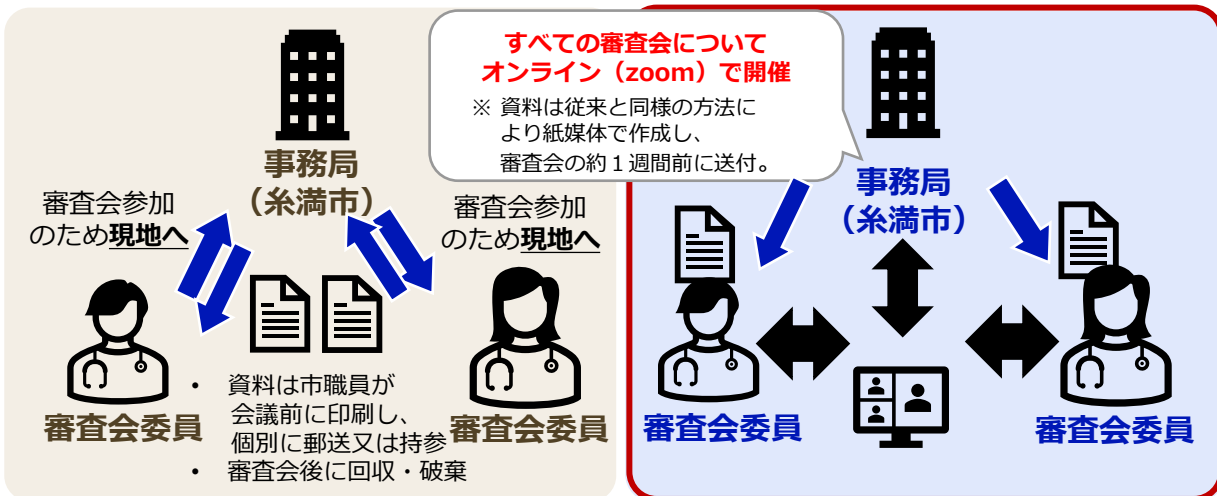 事務局
（糸満市）
審査会参加
のため現地へ
審査会参加
のため現地へ
審査会委員
審査会委員
• 資料は市職員が
会議前に印刷し、
個別に郵送又は持参
• 審査会後に回収・破棄
すべての審査会について
オンライン（zoom）で開催
※ 資料は従来と同様の方法に
より紙媒体で作成し、
審査会の約１週間前に送付。
事務局
（糸満市）
審査会委員
審査会委員